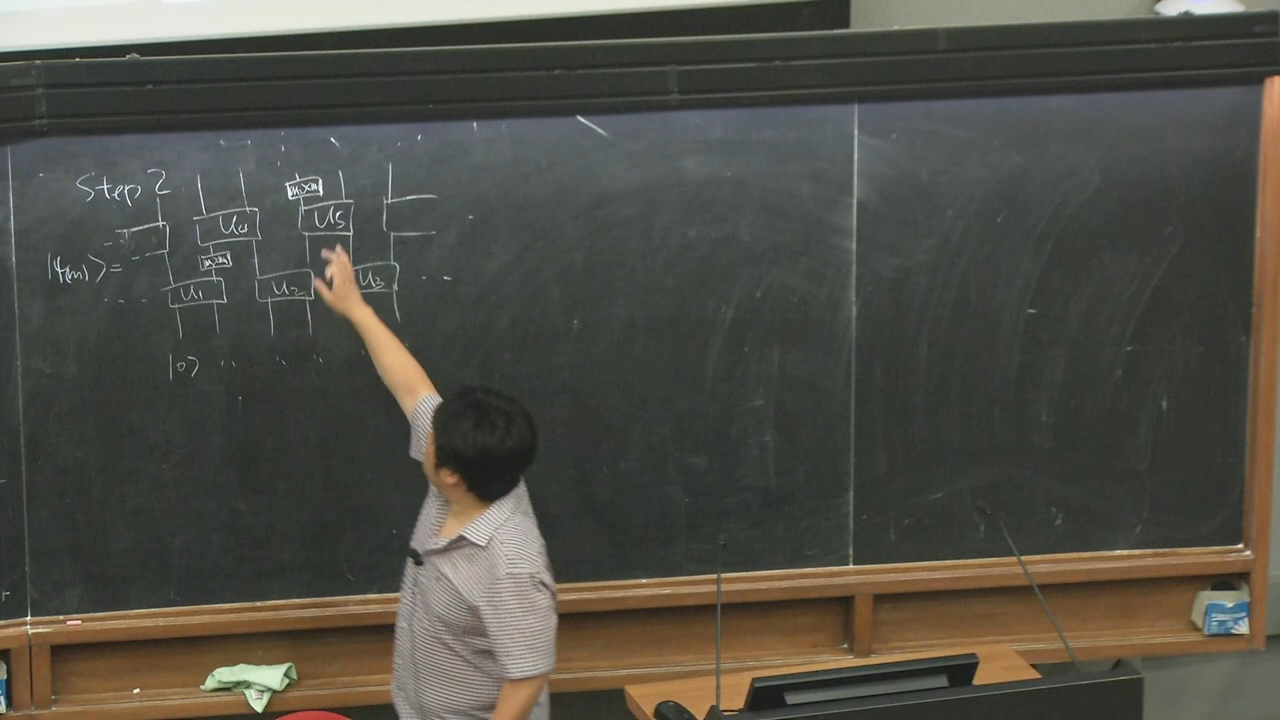 Step 2
U4 U5
|ψ(m)⟩ =
.... U1 U2 U3 ...
|0⟩ .. .. ..